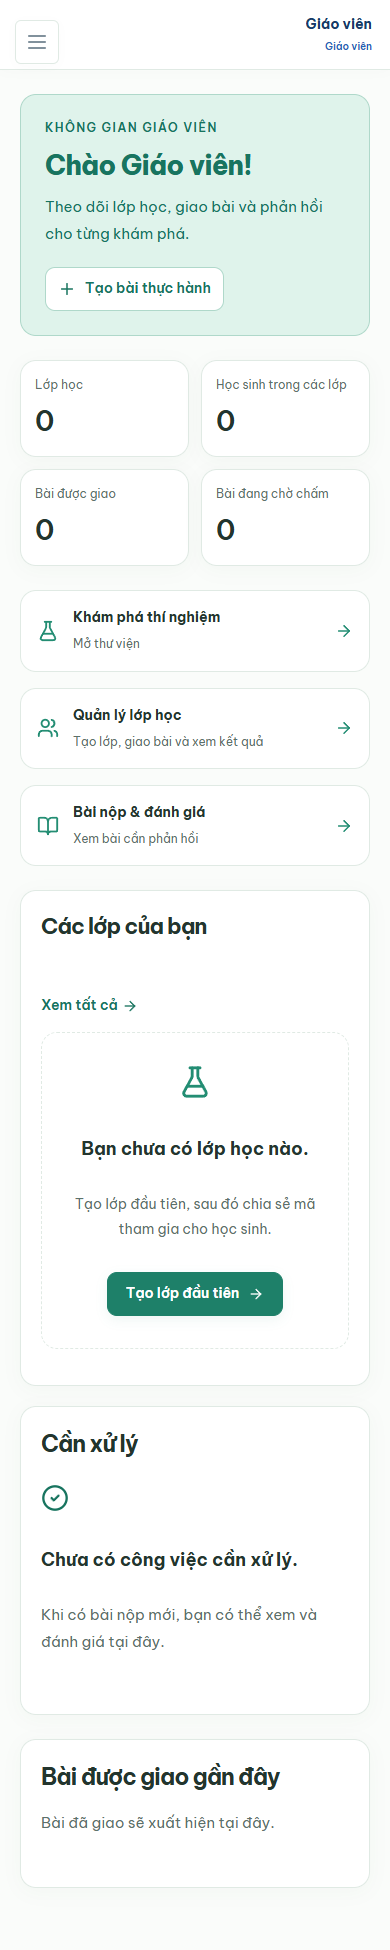 Giáo viên
Giáo viên
KHÔNG GIAN GIÁO VIÊN
Chào Giáo viên!
Theo dõi lớp học, giao bài và phản hồi
cho từng khám phá.
Tạo bài thực hành
Lớp học
0
Học sinh trong các lớp
0
Bài được giao
0
Bài đang chờ chấm
0
Khám phá thí nghiệm
Mở thư viện
Quản lý lớp học
Tạo lớp, giao bài và xem kết quả
Bài nộp & đánh giá
Xem bài cần phản hồi
Các lớp của bạn
Xem tất cả
Bạn chưa có lớp học nào.
Tạo lớp đầu tiên, sau đó chia sẻ mã
tham gia cho học sinh.
Tạo lớp đầu tiên
Cần xử lý
Chưa có công việc cần xử lý.
Khi có bài nộp mới, bạn có thể xem và
đánh giá tại đây.
Bài được giao gần đây
Bài đã giao sẽ xuất hiện tại đây.